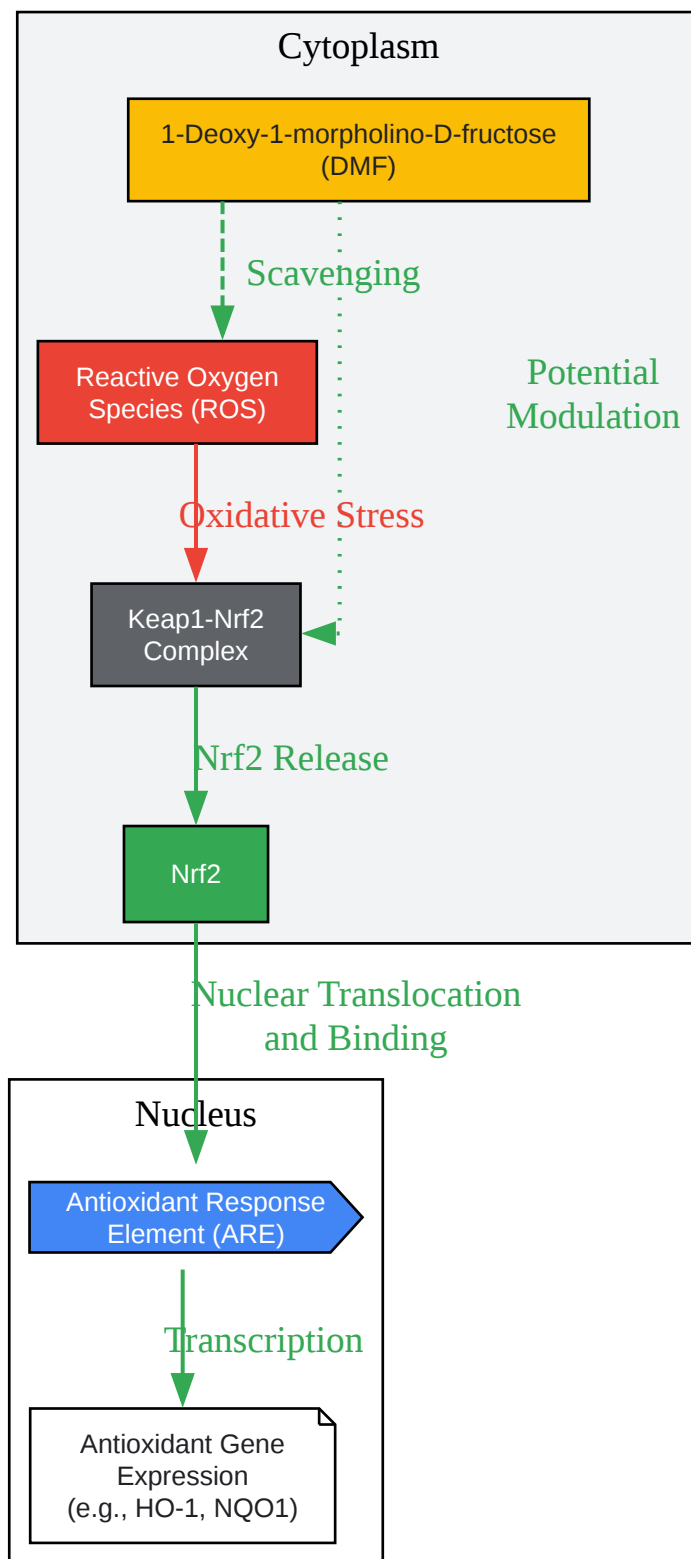 Cytoplasm
1-Deoxy-1-morpholino-D-fructose
(DMF)
Scavenging
Reactive Oxygen
Species (ROS)
Potential
Modulation
Oxidative Stress
Keap1-Nrf2
Complex
Nrf2 Release
Nrf2
Nuclear Translocation
and Binding
Nucleus
Antioxidant Response
Element (ARE)
Transcription
Antioxidant Gene
Expression
(e.g., HO-1, NQO1)